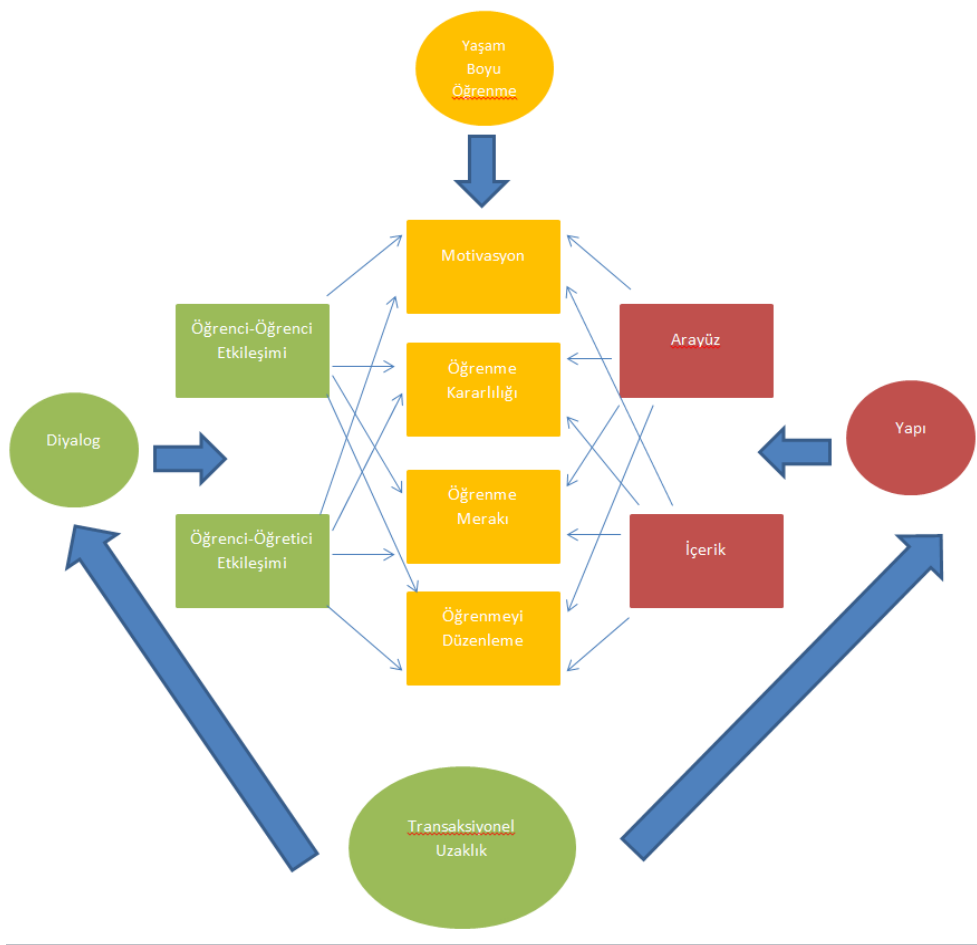 Yaşam
Boyu
Öğrenme
Motivasyon
Öğrenci-Öğrenci
Etkileşimi
Arayüz
Öğrenme
Kararlılığı
Diyalog
Yapı
Öğrenme
Merakı
Öğrenci-Öğretici
Etkileşimi
İçerik
Öğrenmeyi
Düzenleme
Transaksiyonel
Uzaklık